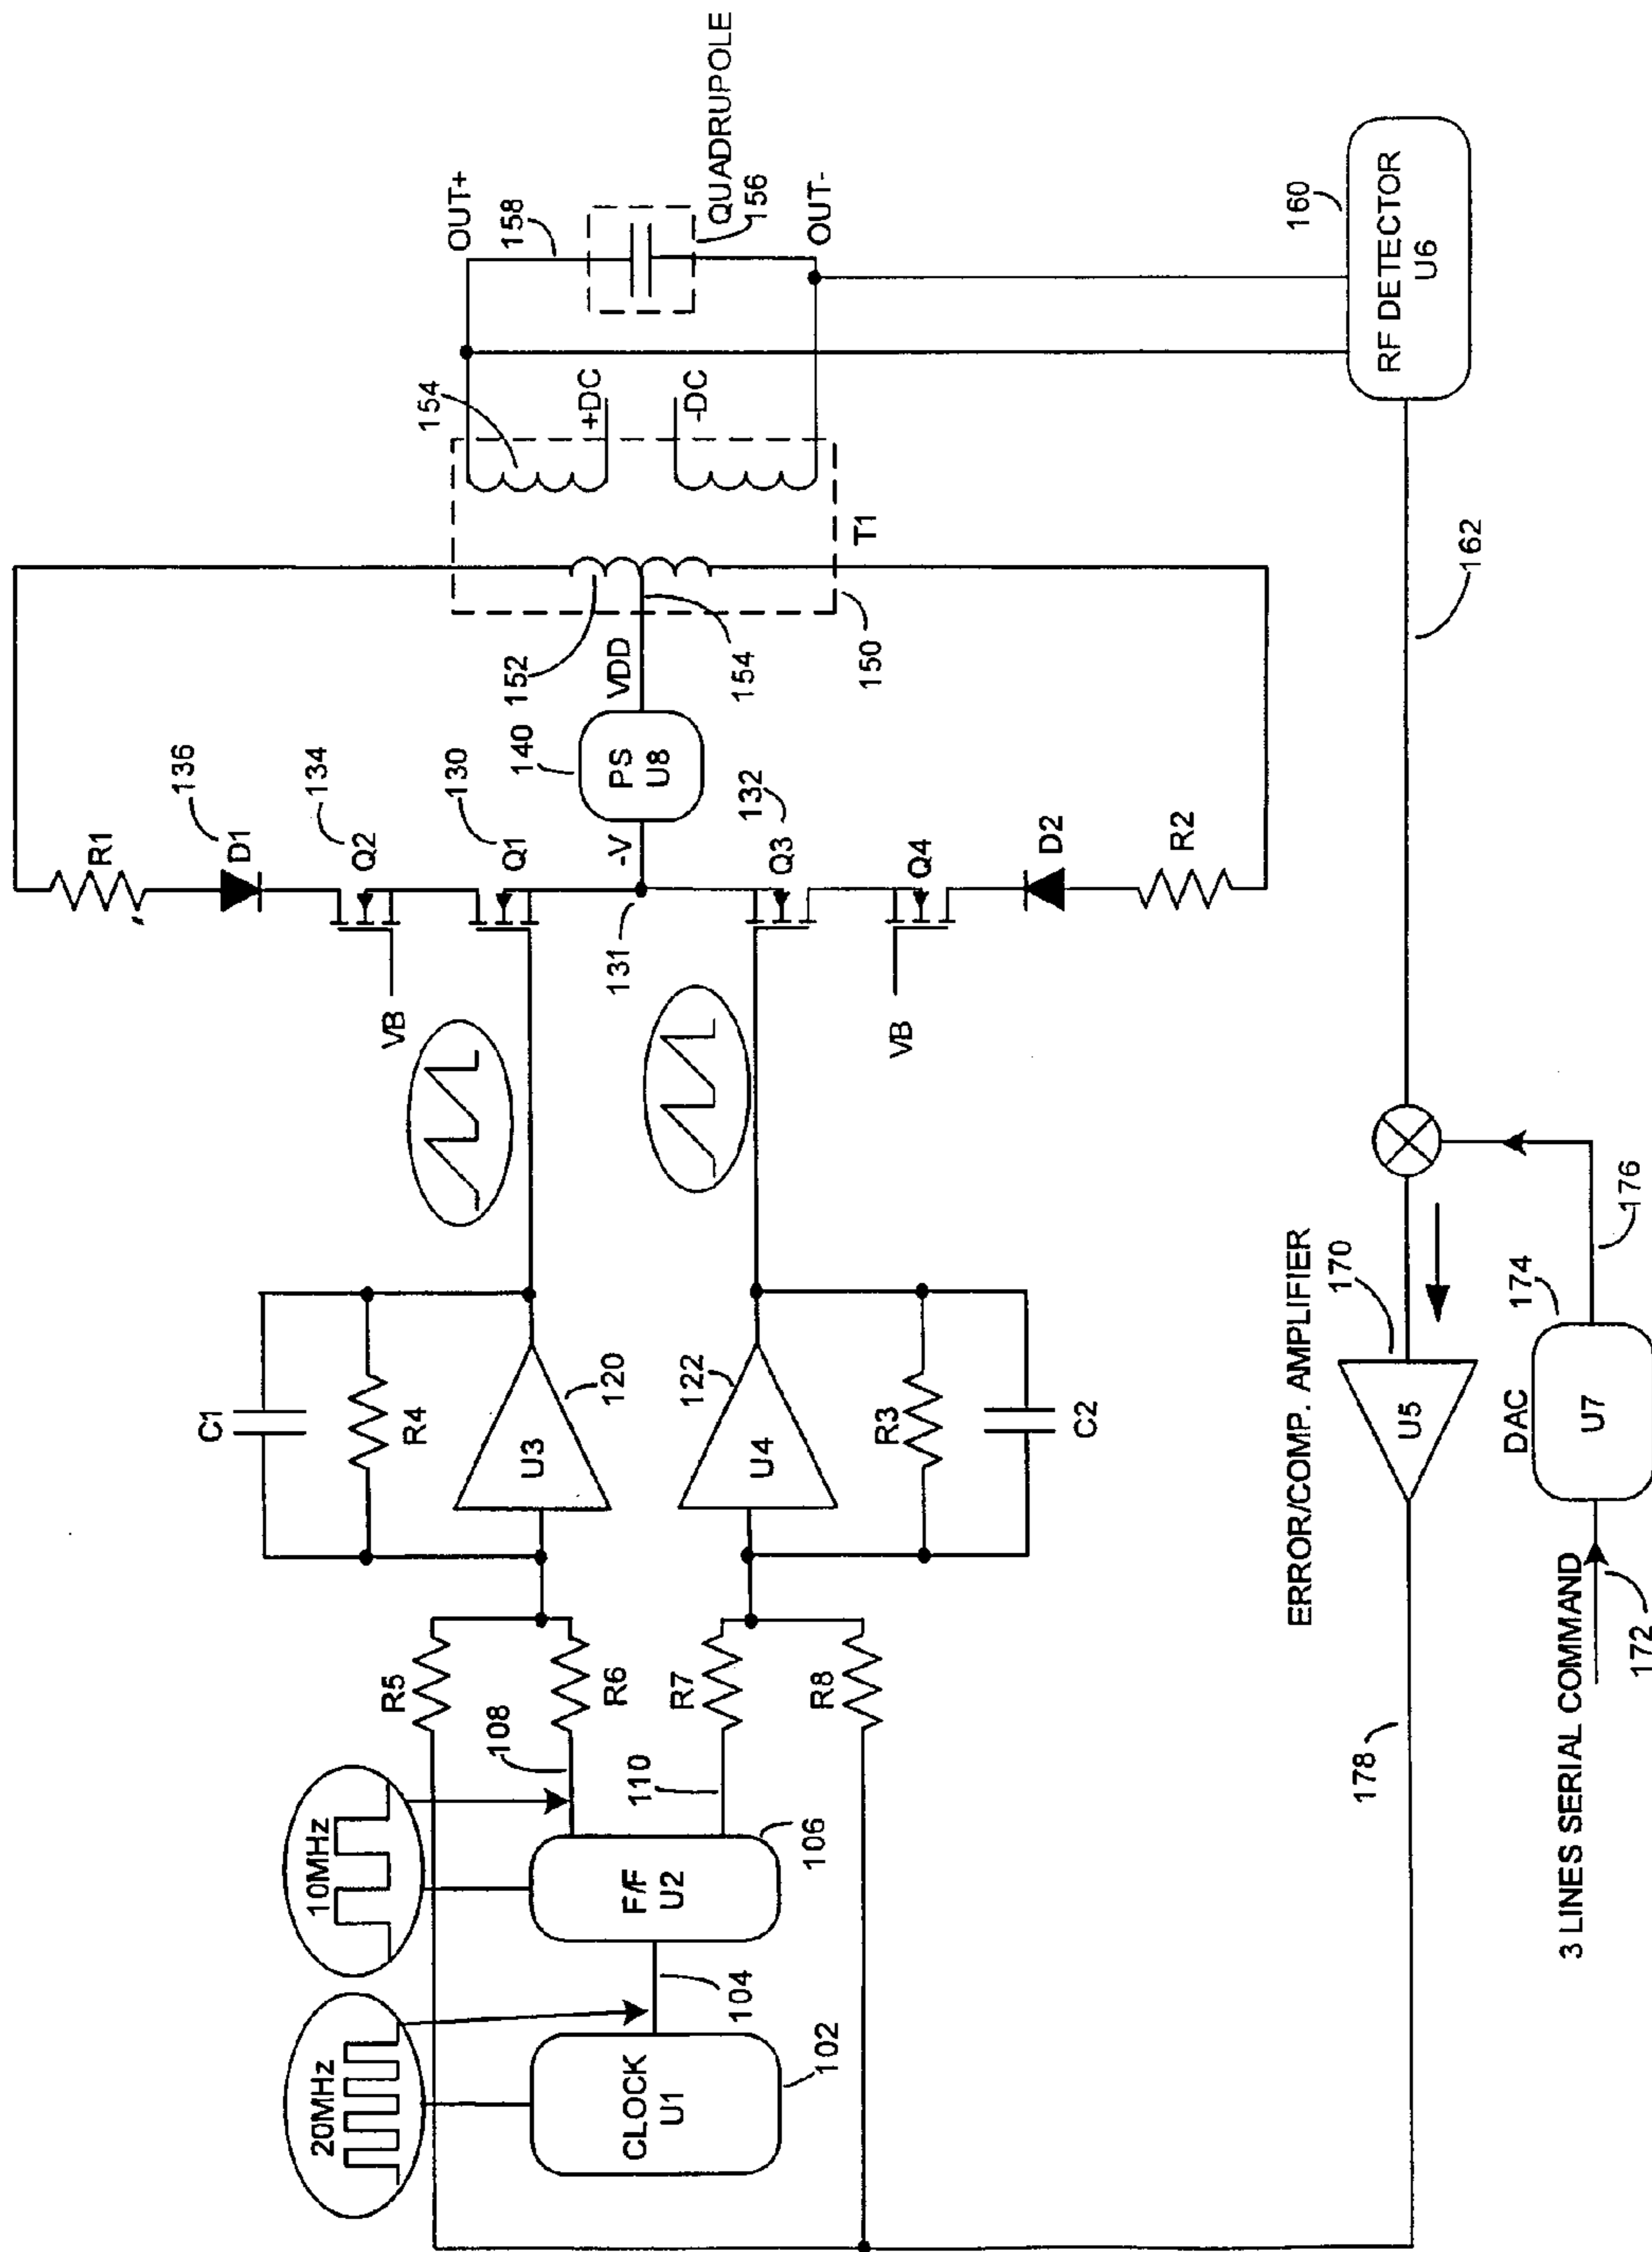 20MHz
CLOCK
U1
102
104
10MHz
F/F
U2
106
108
110
R5
R6
R7
R8
C1
R4
U3
120
122
U4
R3
C2
VB
VB
131
R1
136
D1
134
Q2
130
Q1
-V
140
PS
U8
VDD
152
154
132
Q3
Q4
D2
R2
150
T1
154
+DC
-DC
OUT+
158
QUADRUPOLE
156
OUT-
160
RF DETECTOR
U6
162
ERROR/COMP. AMPLIFIER
170
U5
174
DAC
U7
176
178
3 LINES SERIAL COMMAND
172